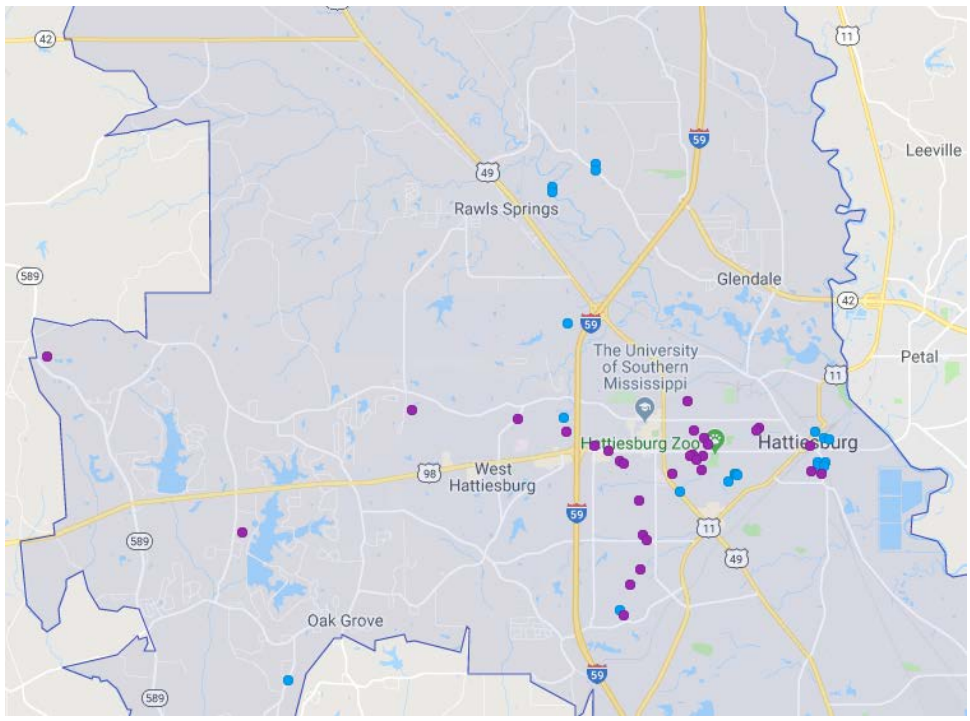 42
11
59
Leeville
49
Rawls Springs
589
Glendale
42
59
The University
of Southern
Mississippi
Petal
11
Hattiesburg Zoo
Hattiesburg
West
Hattiesburg
98
59
11
589
49
Oak Grove
59
589